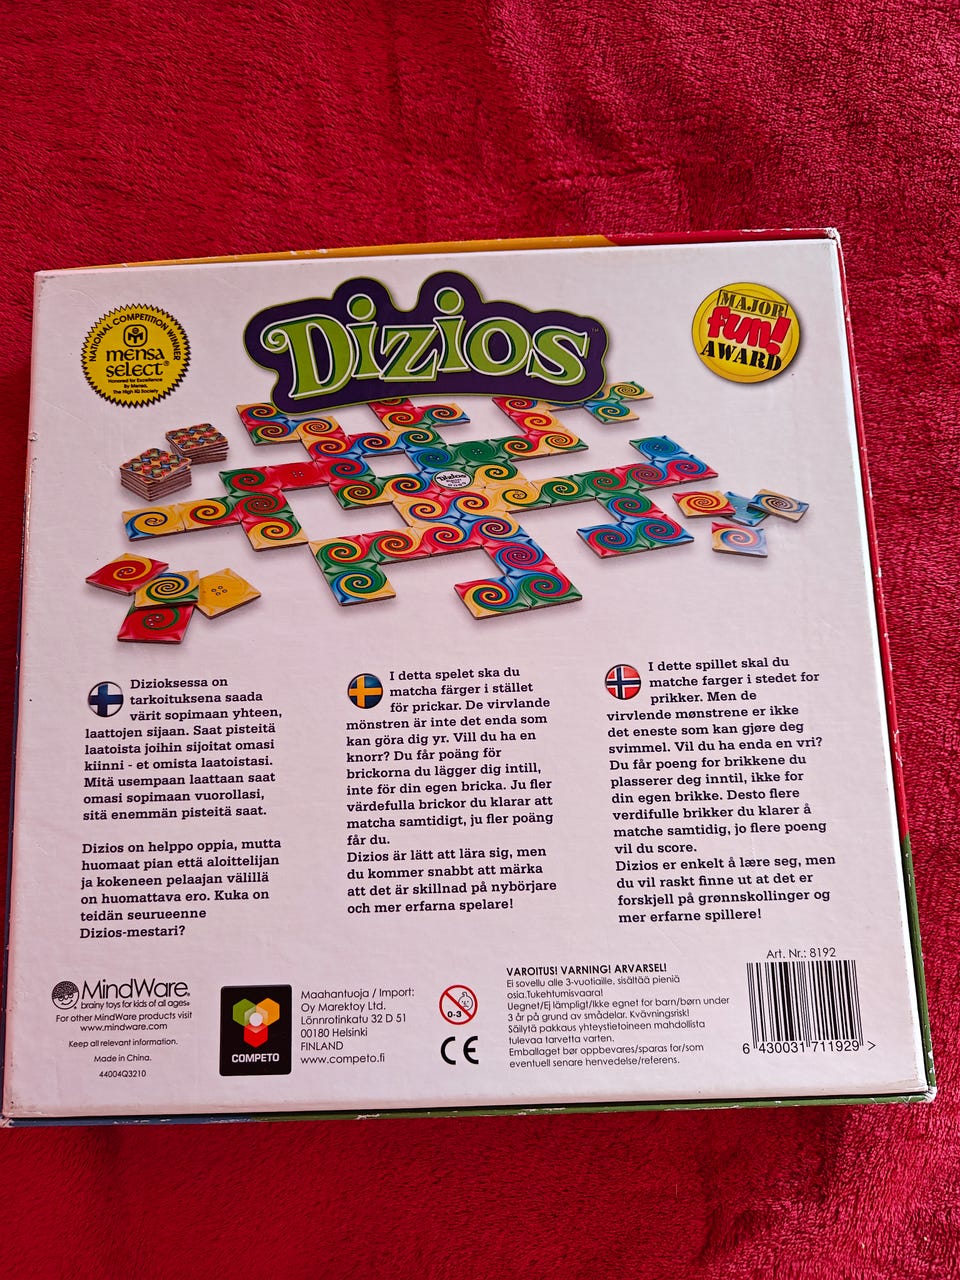 NATIONAL COMPETITION WINNER
mensa
SELECT®
Honored for Excellence
By Mensa,
The High IQ Society
Dizios™
MAJOR
fun!
AWARD
Dizios
Dizioksessa on
tarkoituksena saada
värit sopimaan yhteen,
laattojen sijaan. Saat pisteitä
laatoista joihin sijoitat omasi
kiinni - et omista laatoistasi.
Mitä usempaan laattaan saat
omasi sopimaan vuorollasi,
sitä enemmän pisteitä saat.
Dizios on helppo oppia, mutta
huomaat pian että aloittelijan
ja kokeneen pelaajan välillä
on huomattava ero. Kuka on
teidän seurueenne
Dizios-mestari?
I detta spelet ska du
matcha färger i stället
för prickar. De virvlande
mönstren är inte det enda som
kan göra dig yr. Vill du ha en
knorr? Du får poäng för
brickorna du lägger dig intill,
inte för din egen bricka. Ju fler
värdefulla brickor du klarar att
matcha samtidigt, ju fler poäng
får du.
Dizios är lätt att lära sig, men
du kommer snabbt att märka
att det är skillnad på nybörjare
och mer erfarna spelare!
I dette spillet skal du
matche farger i stedet for
prikker. Men de
virvlende mønstrene er ikke
det eneste som kan gjøre deg
svimmel. Vil du ha enda en vri?
Du får poeng for brikkene du
plasserer deg inntil, ikke for
din egen brikke. Desto flere
verdifulle brikker du klarer å
matche samtidig, jo flere poeng
vil du score.
Dizios er enkelt å lære seg, men
du vil raskt finne ut at det er
forskjell på grønnskollinger og
mer erfarne spillere!
MindWare®
brainy toys for kids of all ages®
For other MindWare products visit
www.mindware.com
Keep all relevant information.
Made in China.
44004Q3210
COMPETO
Maahantuoja / Import:
Oy Marektoy Ltd.
Lönnrotinkatu 32 D 51
00180 Helsinki
FINLAND
www.competo.fi
0-3
CE
VAROITUS! VARNING! ARVARSEL!
Ei sovellu alle 3-vuotiaille, sisältää pieniä
osia.Tukehtumisvaara!
Uegnet/Ei lämpligt/Ikke egnet for barn/børn under
3 år på grund av smådelar. Kvävningsrisk!
Säilytä pakkaus yhteystietoineen mahdollista
tulevaa tarvetta varten.
Emballaget bør oppbevares/sparas for/som
eventuell senare henvedelse/referens.
Art. Nr.: 8192
6 430031 711929 >